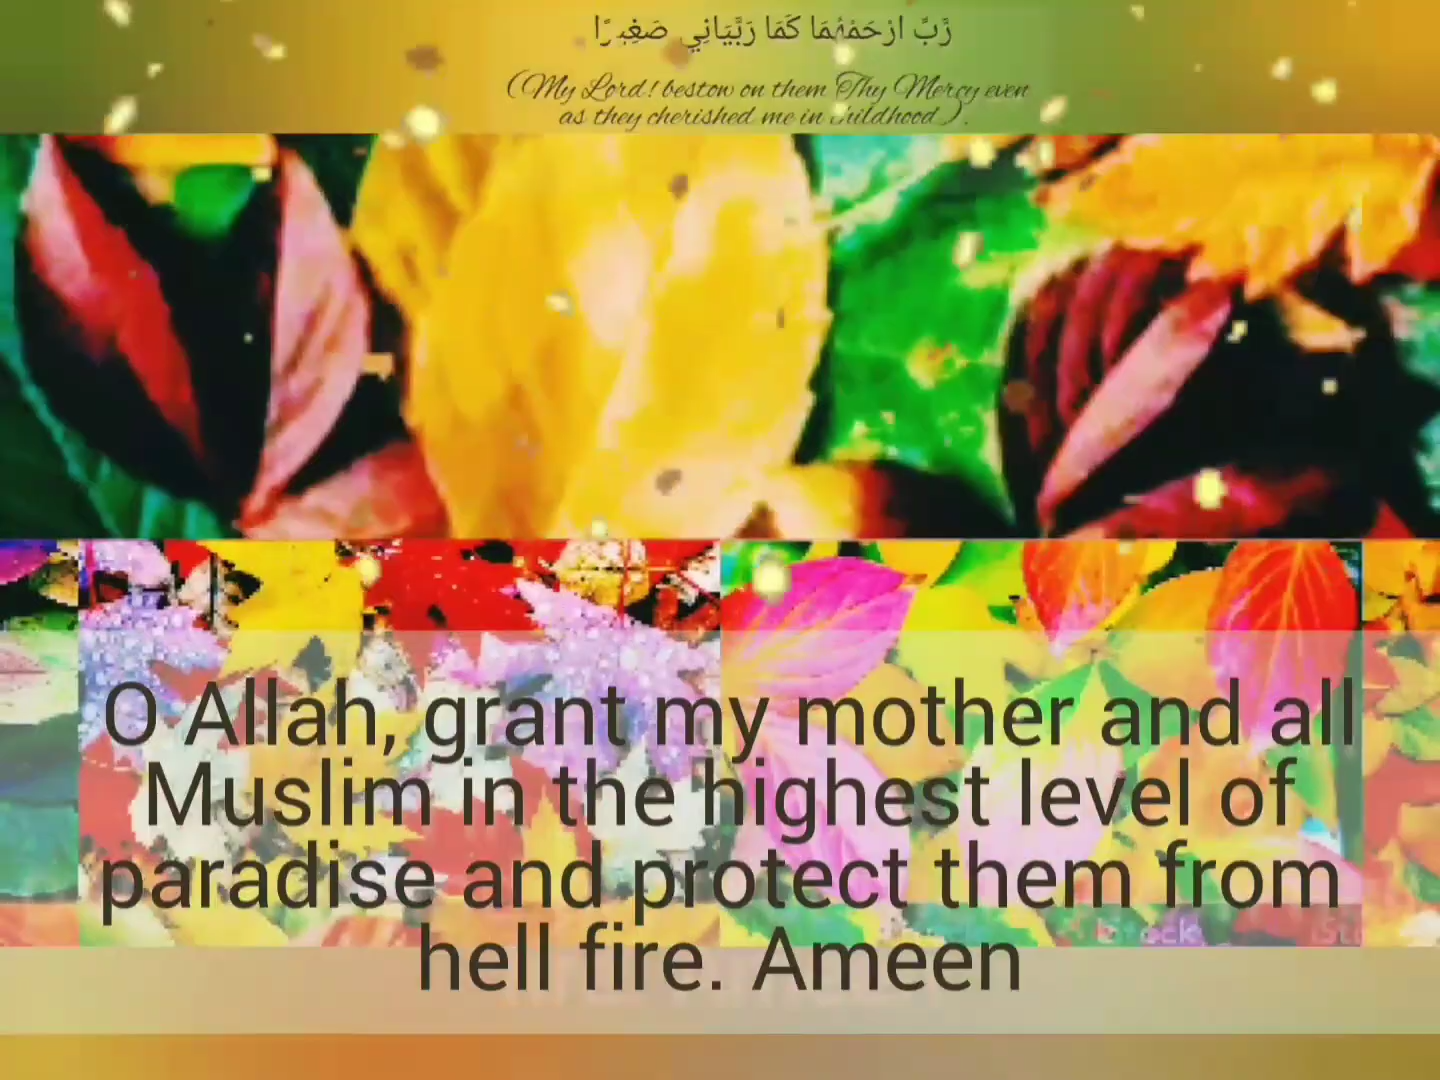 رَّبِّ ارْحَمْهُمَا كَمَا رَبَّيَانِي صَغِيرًا
(My Lord! bestow on them Thy Mercy even
as they cherished me in childhood).
O Allah, grant my mother and all
Muslim in the highest level of
paradise and protect them from
hell fire. Ameen